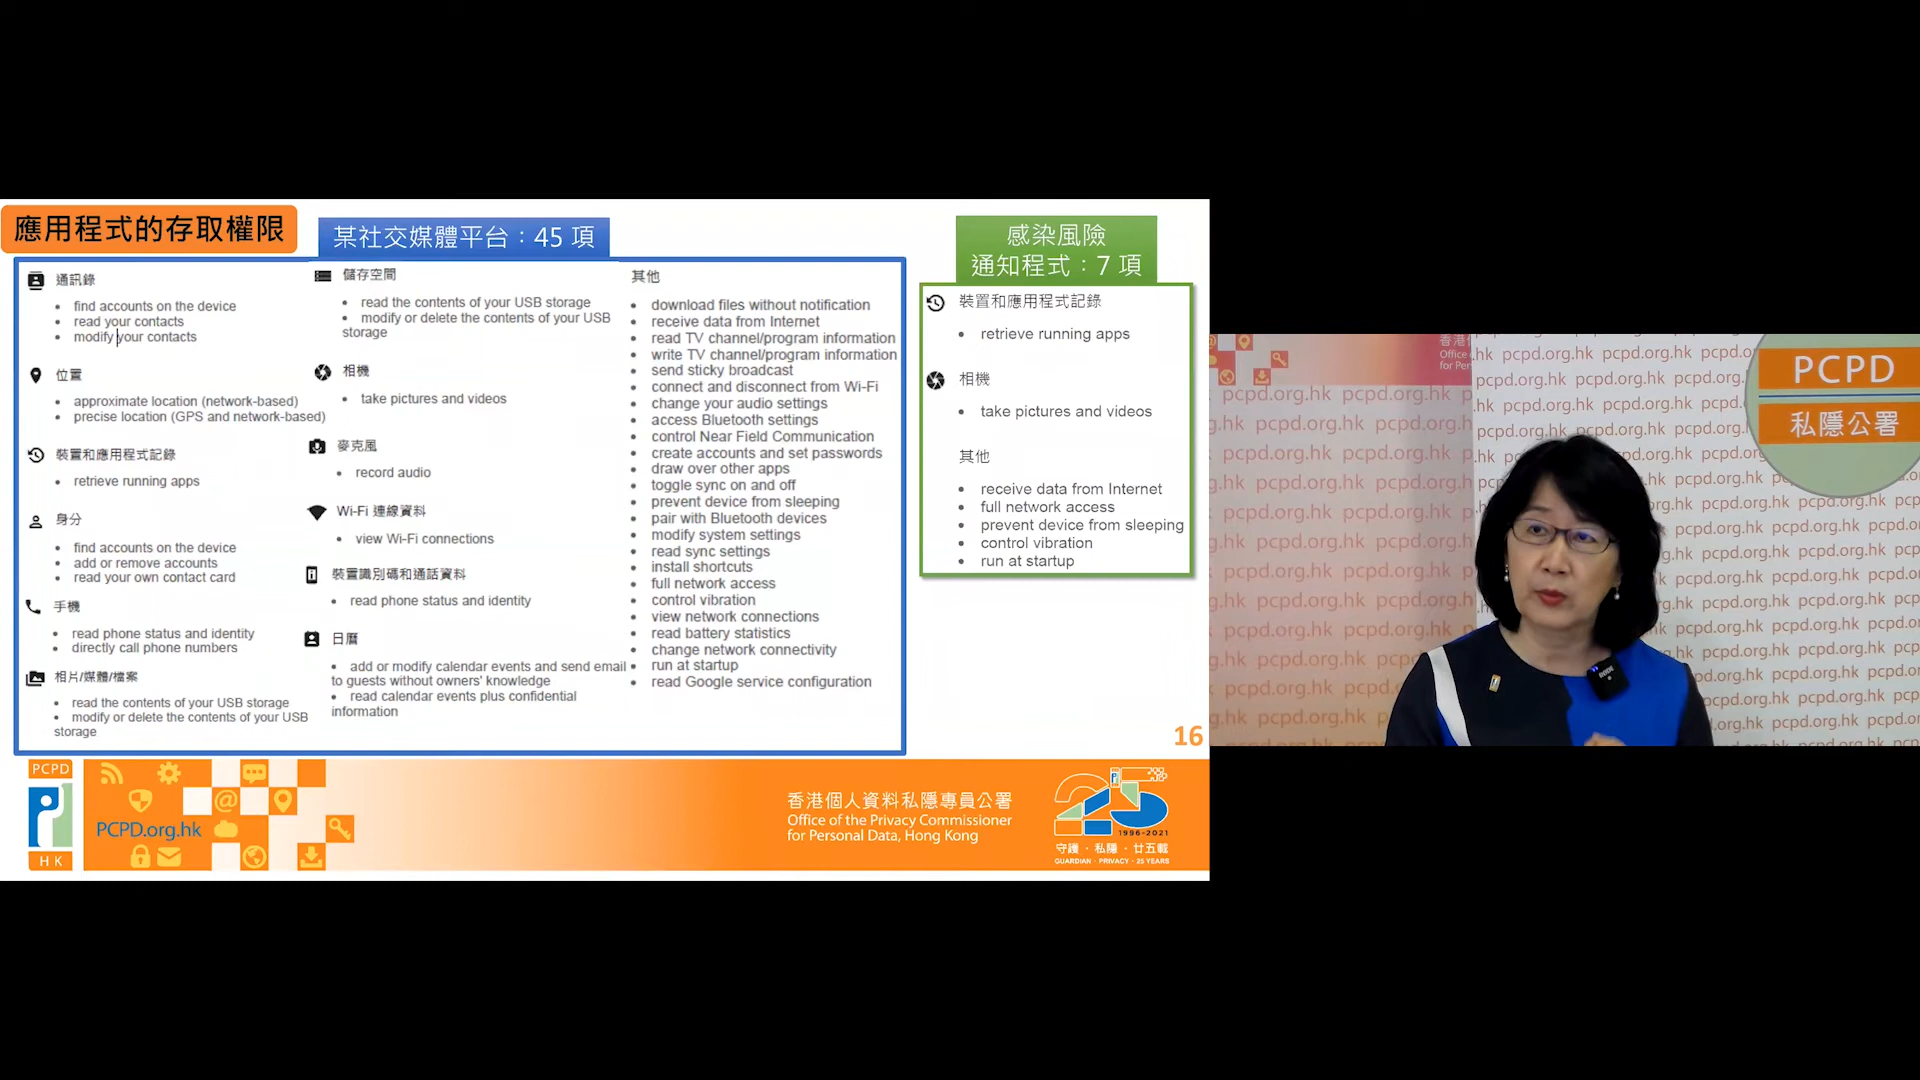 應用程式的存取權限
某社交媒體平台：45 項
通訊錄
• find accounts on the device
• read your contacts
• modify your contacts
位置
• approximate location (network-based)
• precise location (GPS and network-based)
裝置和應用程式記錄
• retrieve running apps
身分
• find accounts on the device
• add or remove accounts
• read your own contact card
手機
• read phone status and identity
• directly call phone numbers
相片/媒體/檔案
• read the contents of your USB storage
• modify or delete the contents of your USB
storage
儲存空間
• read the contents of your USB storage
• modify or delete the contents of your USB
storage
相機
• take pictures and videos
麥克風
• record audio
Wi-Fi 連線資料
• view Wi-Fi connections
裝置識別碼和通話資料
• read phone status and identity
日曆
• add or modify calendar events and send email
to guests without owners' knowledge
• read calendar events plus confidential
information
其他
• download files without notification
• receive data from Internet
• read TV channel/program information
• write TV channel/program information
• send sticky broadcast
• connect and disconnect from Wi-Fi
• change your audio settings
• access Bluetooth settings
• control Near Field Communication
• create accounts and set passwords
• draw over other apps
• toggle sync on and off
• prevent device from sleeping
• pair with Bluetooth devices
• modify system settings
• read sync settings
• install shortcuts
• full network access
• control vibration
• view network connections
• read battery statistics
• change network connectivity
• run at startup
• read Google service configuration
感染風險
通知程式：7 項
裝置和應用程式記錄
• retrieve running apps
相機
• take pictures and videos
其他
• receive data from Internet
• full network access
• prevent device from sleeping
• control vibration
• run at startup
16
PCPD
HK
PCPD.org.hk
香港個人資料私隱專員公署
Office of the Privacy Commissioner
for Personal Data, Hong Kong
1996-2021
守護．私隱．廿五載
GUARDIAN · PRIVACY · 25 YEARS
PCPD
私隱公署
pcpd.org.hk